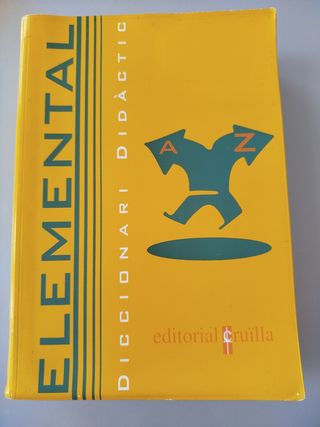 ELEMENTAL
DICCIONARI DIDÀCTIC
A Z
editorial cruïlla